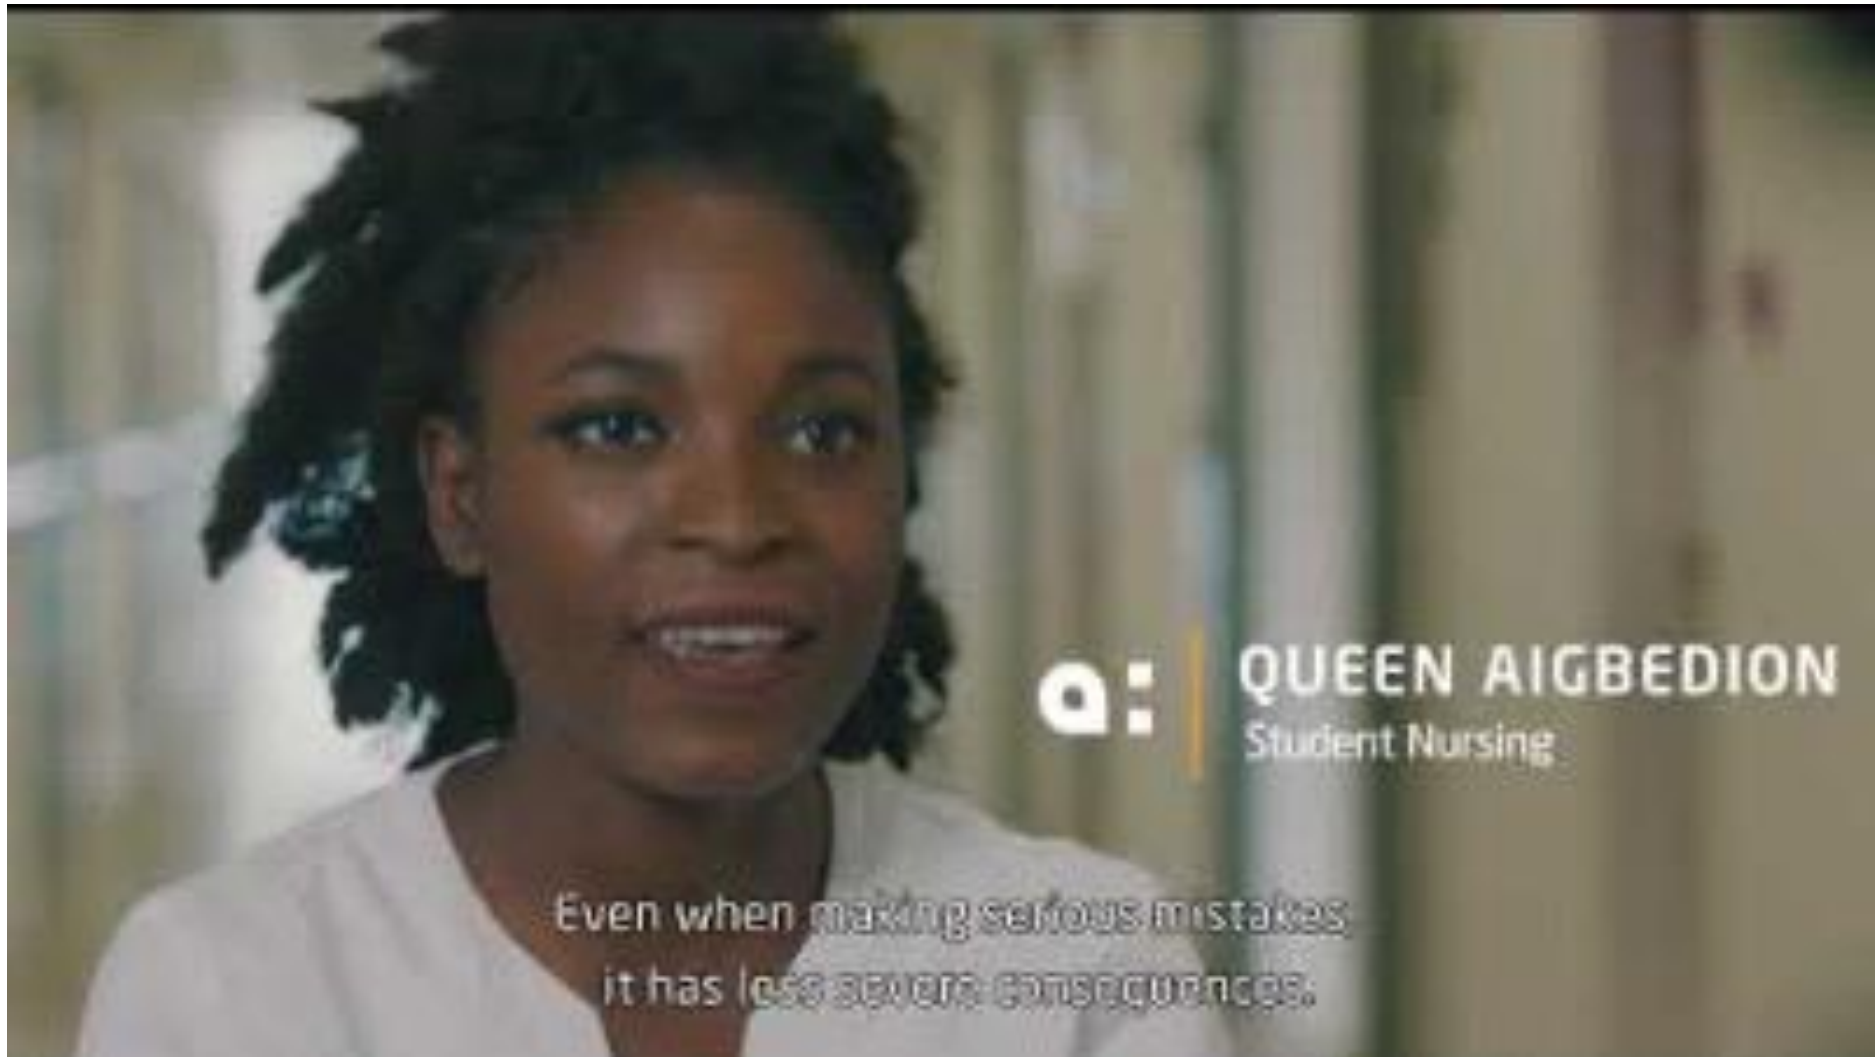 a:
QUEEN AIGBEDION
Student Nursing
Even when making serious mistakes
it has less severe consequences.